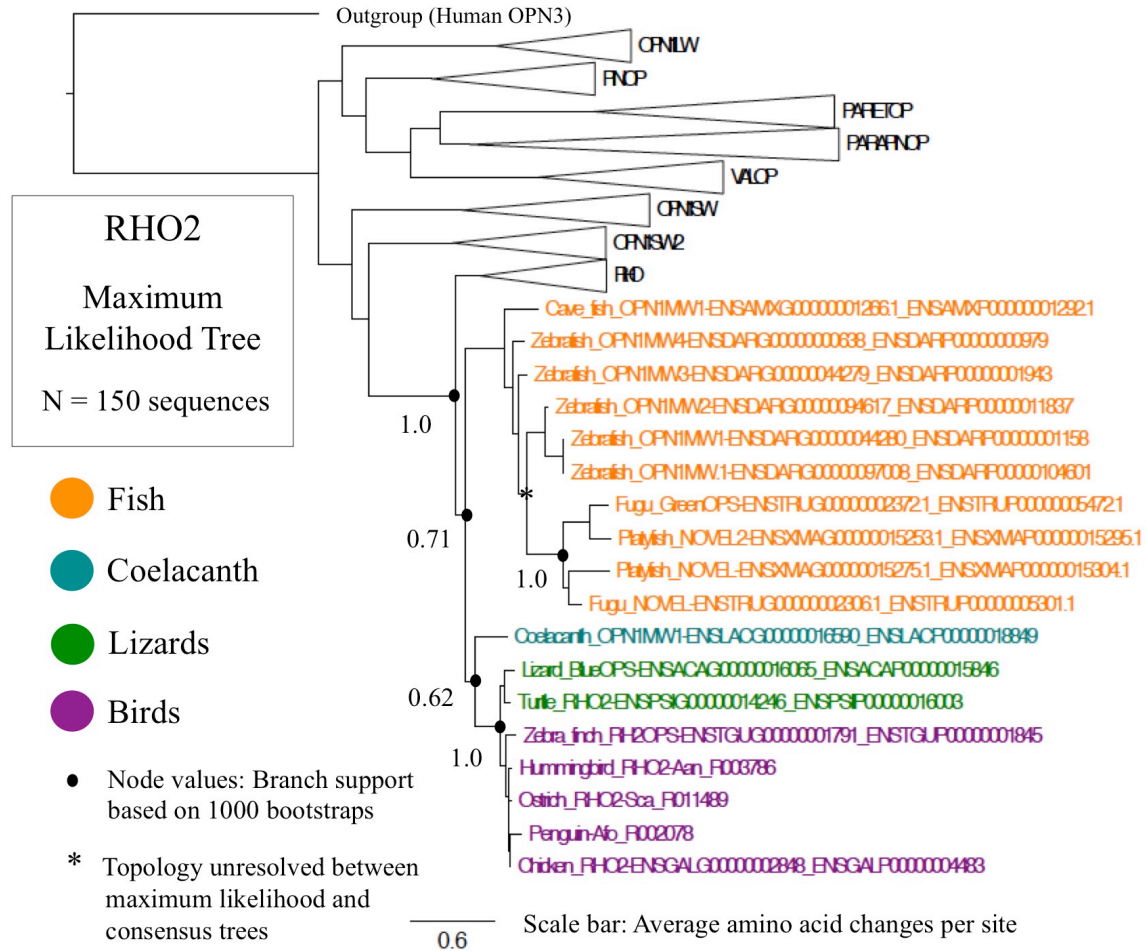 Outgroup (Human OPN3)
OPN1LW
PINOP
PARIETOP
PARAPINOP
VALOP
OPN1SW
OPN1SW2
RHO
RHO2
Maximum
Likelihood Tree
N = 150 sequences
Cave_fish_OPN1MW1-ENSAMXG00000001266.1_ENSAMXP00000001292.1
Zebrafish_OPN1MW4-ENSDARG00000000638_ENSDARP00000000979
Zebrafish_OPN1MW3-ENSDARG00000044279_ENSDARP00000001943
Zebrafish_OPN1MW2-ENSDARG00000094617_ENSDARP00000011837
Zebrafish_OPN1MW1-ENSDARG00000044280_ENSDARP00000001158
Zebrafish_OPN1MW.1-ENSDARG00000097008_ENSDARP00000104601
Fugu_GreenOPS-ENSTRUG00000002372.1_ENSTRUP00000005472.1
Platyfish_NOVEL2-ENSXMAG00000015253.1_ENSXMAP00000015295.1
Platyfish_NOVEL-ENSXMAG00000015275.1_ENSXMAP00000015304.1
Fugu_NOVEL-ENSTRUG00000002306.1_ENSTRUP00000005301.1
Coelacanth_OPN1MW1-ENSLACG00000016590_ENSLACP00000018849
Lizard_BlueOPS-ENSACAG00000016065_ENSACAP00000015846
Turtle_RHO2-ENSPSIG00000014246_ENSPSIP00000016003
Zebra_finch_RH2OPS-ENSTGUG00000001791_ENSTGUP00000001845
Hummingbird_RHO2-Aan_R003786
Ostrich_RHO2-Sca_R011489
Penguin-Afo_R002078
Chicken_RHO2-ENSGALG00000002848_ENSGALP00000004483
1.0
0.71
*
1.0
0.62
1.0
Fish
Coelacanth
Lizards
Birds
Node values: Branch support
based on 1000 bootstraps
* Topology unresolved between
maximum likelihood and
consensus trees
0.6
Scale bar: Average amino acid changes per site